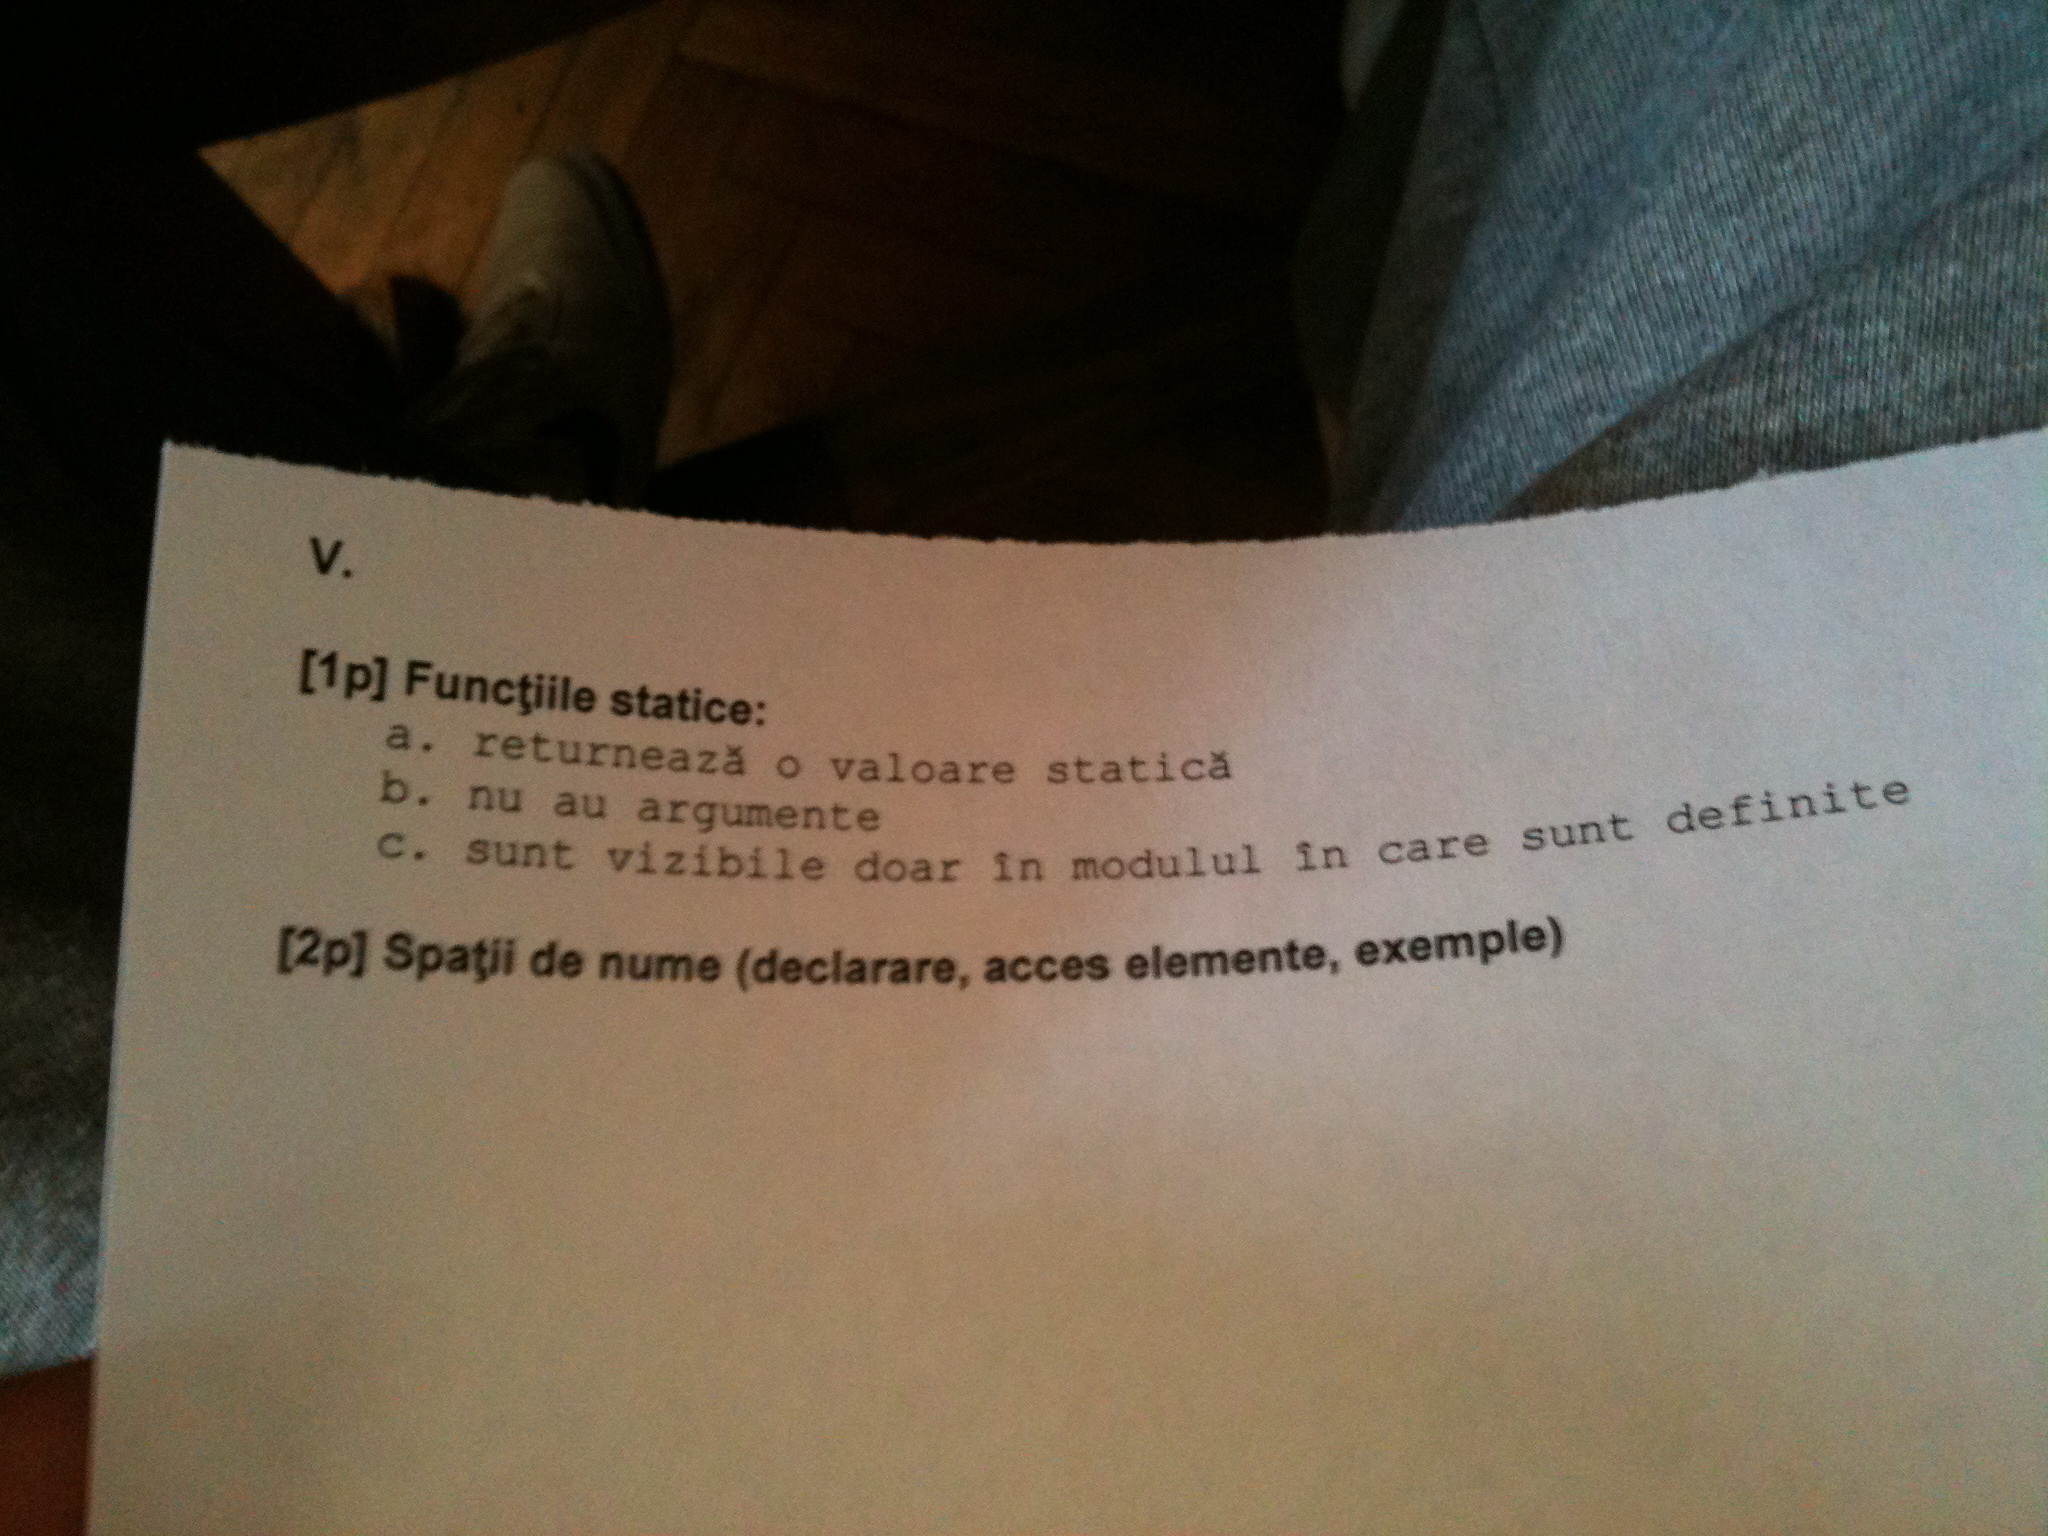 V.
[1p] Funcţiile statice:
a. returnează o valoare statică
b. nu au argumente
c. sunt vizibile doar în modulul în care sunt definite
[2p] Spaţii de nume (declarare, acces elemente, exemple)